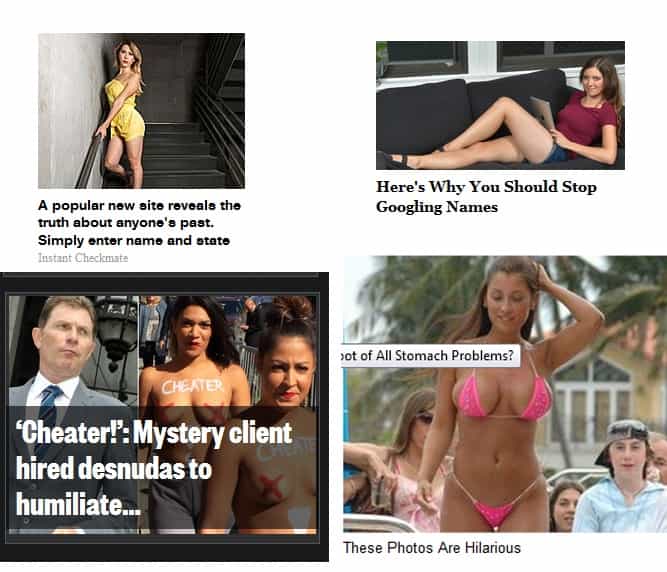 A popular new site reveals the
truth about anyone's past.
Simply enter name and state
Instant Checkmate
Here's Why You Should Stop
Googling Names
CHEATER
CHEATE
'Cheater!': Mystery client
hired desnudas to
humiliate...
oot of All Stomach Problems?
These Photos Are Hilarious